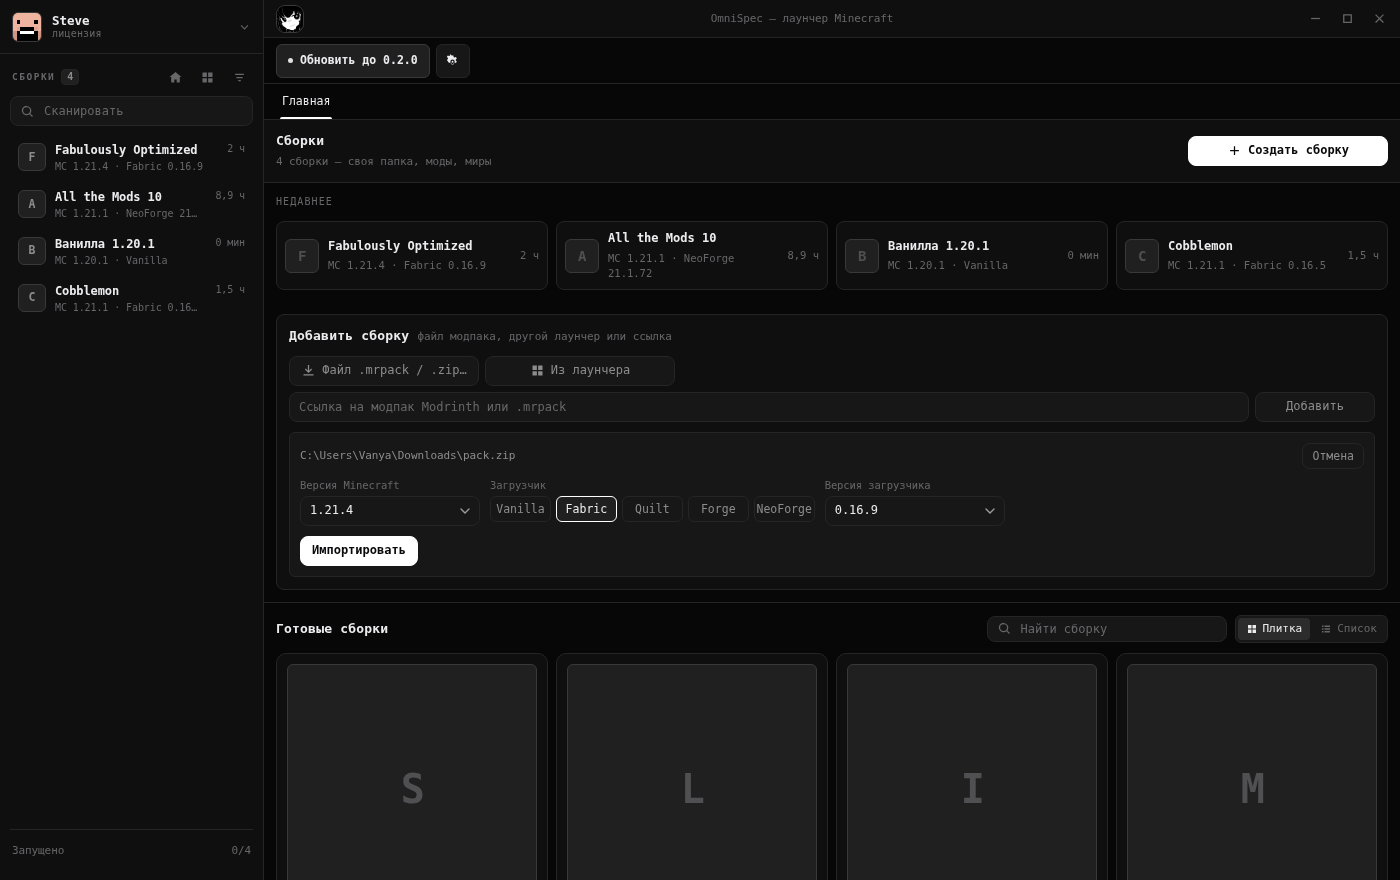 Steve
лицензия
OmniSpec — лаунчер Minecraft
Обновить до 0.2.0
СБОРКИ 4
Сканировать
F
Fabulously Optimized
2 ч
MC 1.21.4 · Fabric 0.16.9
A
All the Mods 10
8,9 ч
MC 1.21.1 · NeoForge 21…
B
Ванилла 1.20.1
0 мин
MC 1.20.1 · Vanilla
C
Cobblemon
1,5 ч
MC 1.21.1 · Fabric 0.16…
Запущено
0/4
Главная
Сборки
4 сборки — своя папка, моды, миры
Создать сборку
НЕДАВНЕЕ
F
Fabulously Optimized
MC 1.21.4 · Fabric 0.16.9
2 ч
A
All the Mods 10
MC 1.21.1 · NeoForge
21.1.72
8,9 ч
B
Ванилла 1.20.1
MC 1.20.1 · Vanilla
0 мин
C
Cobblemon
MC 1.21.1 · Fabric 0.16.5
1,5 ч
Добавить сборку файл модпака, другой лаунчер или ссылка
Файл .mrpack / .zip…
Из лаунчера
Ссылка на модпак Modrinth или .mrpack
Добавить
C:\Users\Vanya\Downloads\pack.zip
Отмена
Версия Minecraft
Загрузчик
Версия загрузчика
1.21.4
Vanilla
Fabric
Quilt
Forge
NeoForge
0.16.9
Импортировать
Готовые сборки
Найти сборку
Плитка
Список
S
L
I
M